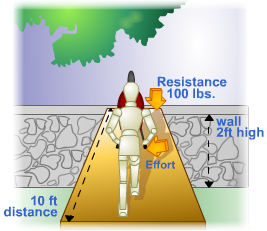 Resistance
100 lbs.
wall
2ft high
Effort
10 ft
distance